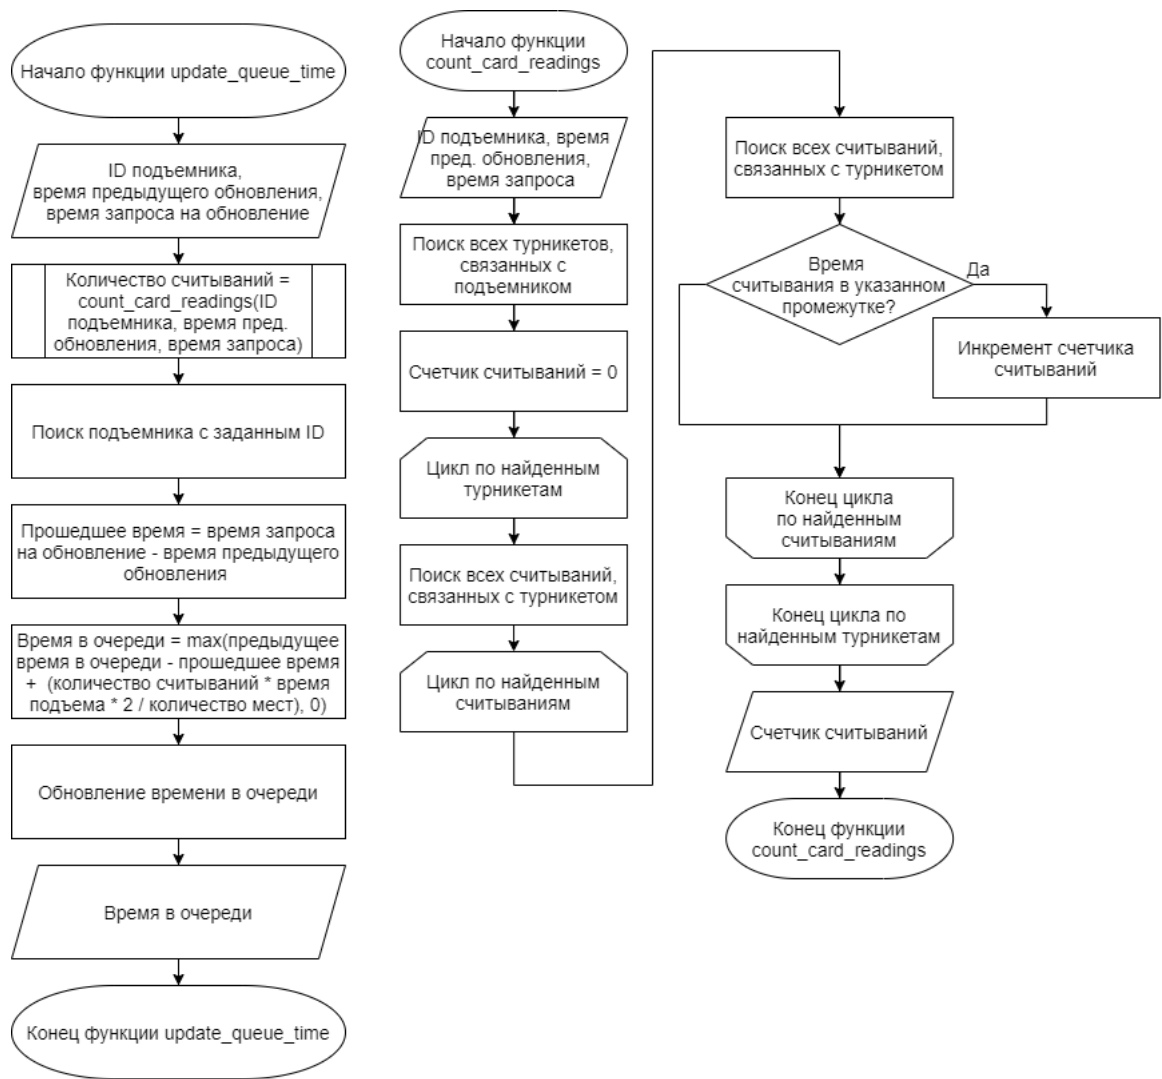 Начало функции update_queue_time
ID подъемника,
время предыдущего обновления,
время запроса на обновление
Количество считываний =
count_card_readings(ID
подъемника, время пред.
обновления, время запроса)
Поиск подъемника с заданным ID
Прошедшее время = время запроса
на обновление - время предыдущего
обновления
Время в очереди = max(предыдущее
время в очереди - прошедшее время
+ (количество считываний * время
подъема * 2 / количество мест), 0)
Обновление времени в очереди
Время в очереди
Конец функции update_queue_time
Начало функции
count_card_readings
ID подъемника, время
пред. обновления,
время запроса
Поиск всех турникетов,
связанных с
подъемником
Счетчик считываний = 0
Цикл по найденным
турникетам
Поиск всех считываний,
связанных с турникетом
Цикл по найденным
считываниям
Поиск всех считываний,
связанных с турникетом
Время
считывания в указанном
промежутке?
Да
Инкремент счетчика
считываний
Конец цикла
по найденным
считываниям
Конец цикла по
найденным турникетам
Счетчик считываний
Конец функции
count_card_readings